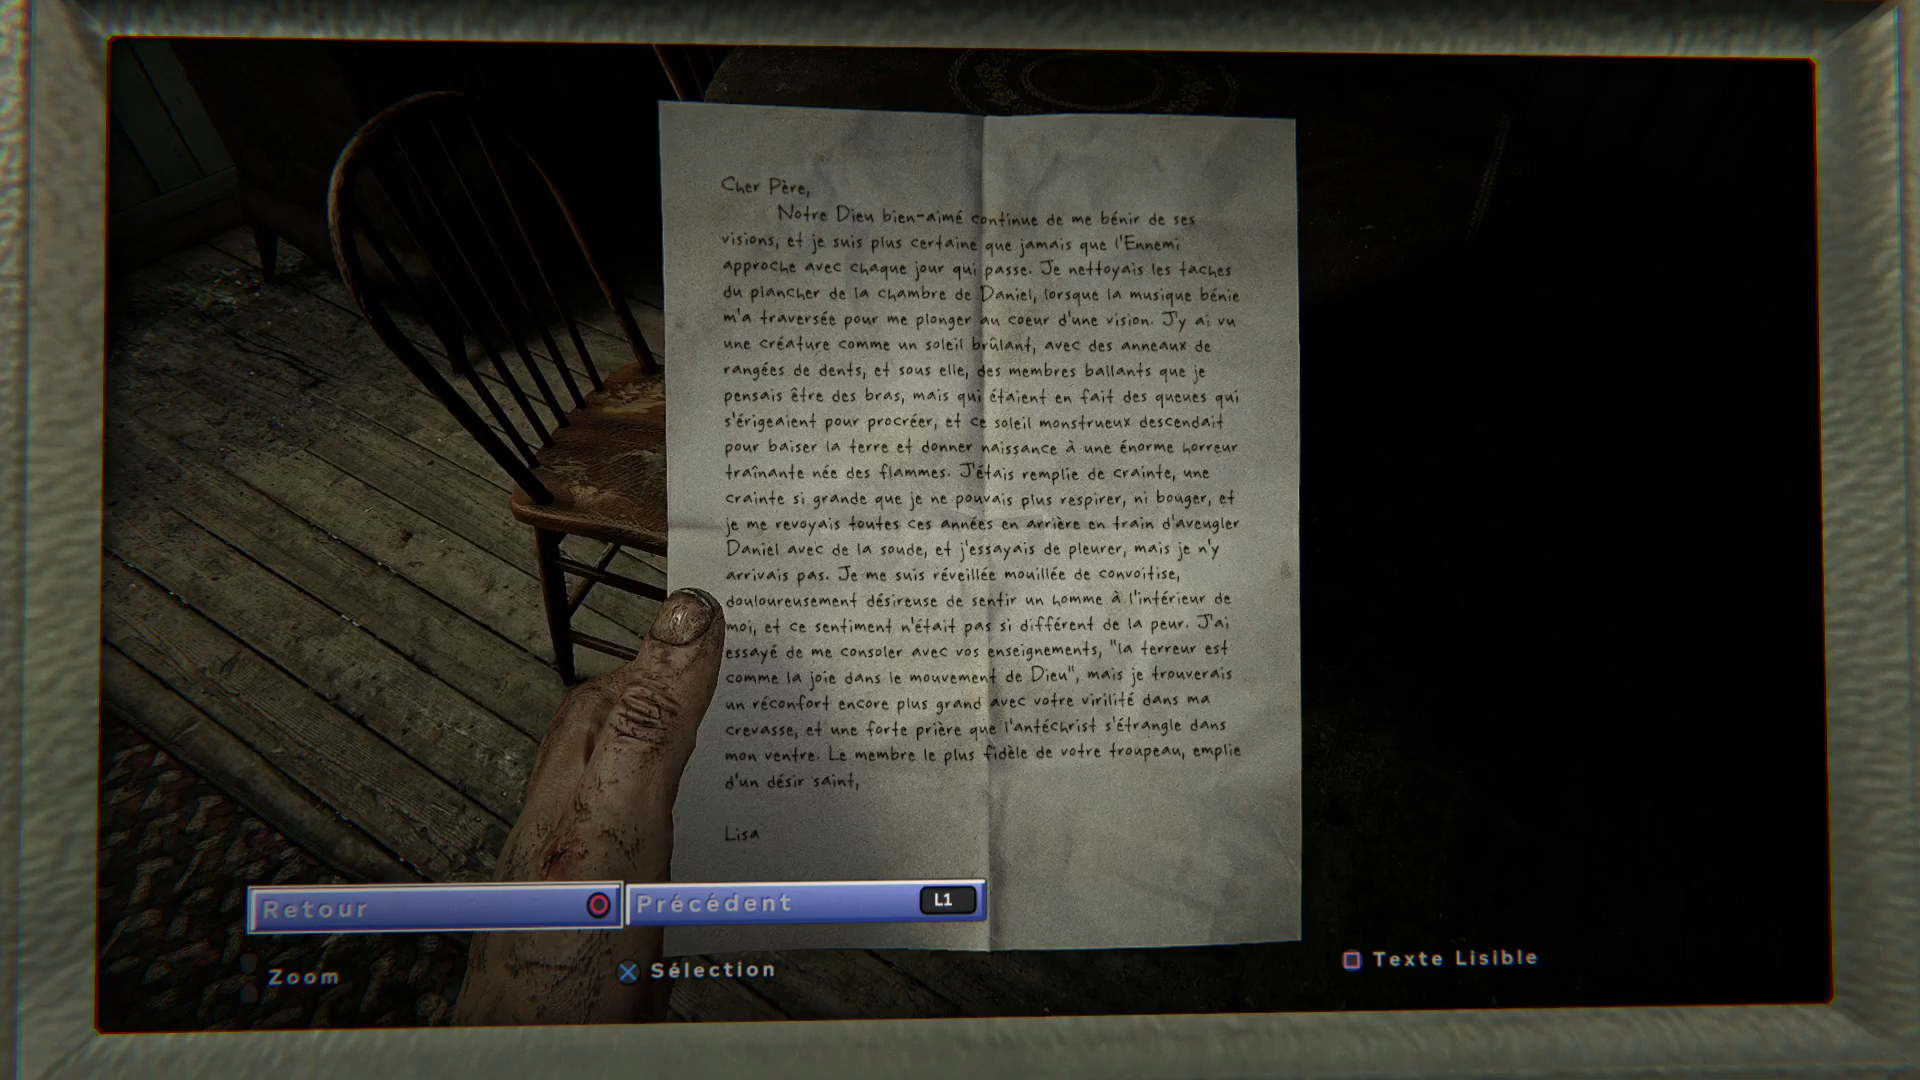 Cher Père,
Notre Dieu bien-aimé continue de me bénir de ses
visions, et je suis plus certaine que jamais que l'Ennemi
approche avec chaque jour qui passe. Je nettoyais les taches
du plancher de la chambre de Daniel, lorsque la musique bénie
m'a traversée pour me plonger au coeur d'une vision. J'y ai vu
une créature comme un soleil brûlant, avec des anneaux de
rangées de dents, et sous elle, des membres ballants que je
pensais être des bras, mais qui étaient en fait des queues qui
s'érigeaient pour procréer, et ce soleil monstrueux descendait
pour baiser la terre et donner naissance à une énorme horreur
traînante née des flammes. J'étais remplie de crainte, une
crainte si grande que je ne pouvais plus respirer, ni bouger, et
je me revoyais toutes ces années en arrière en train d'aveugler
Daniel avec de la soude, et j'essayais de pleurer, mais je n'y
arrivais pas. Je me suis réveillée mouillée de convoitise,
douloureusement désireuse de sentir un homme à l'intérieur de
moi, et ce sentiment n'était pas si différent de la peur. J'ai
essayé de me consoler avec vos enseignements, "la terreur est
comme la joie dans le mouvement de Dieu", mais je trouverais
un réconfort encore plus grand avec votre virilité dans ma
crevasse, et une forte prière que l'antéchrist s'étrangle dans
mon ventre. Le membre le plus fidèle de votre troupeau, emplie
d'un désir saint,
Lisa
Retour
Précédent L1
Zoom
Sélection
Texte Lisible